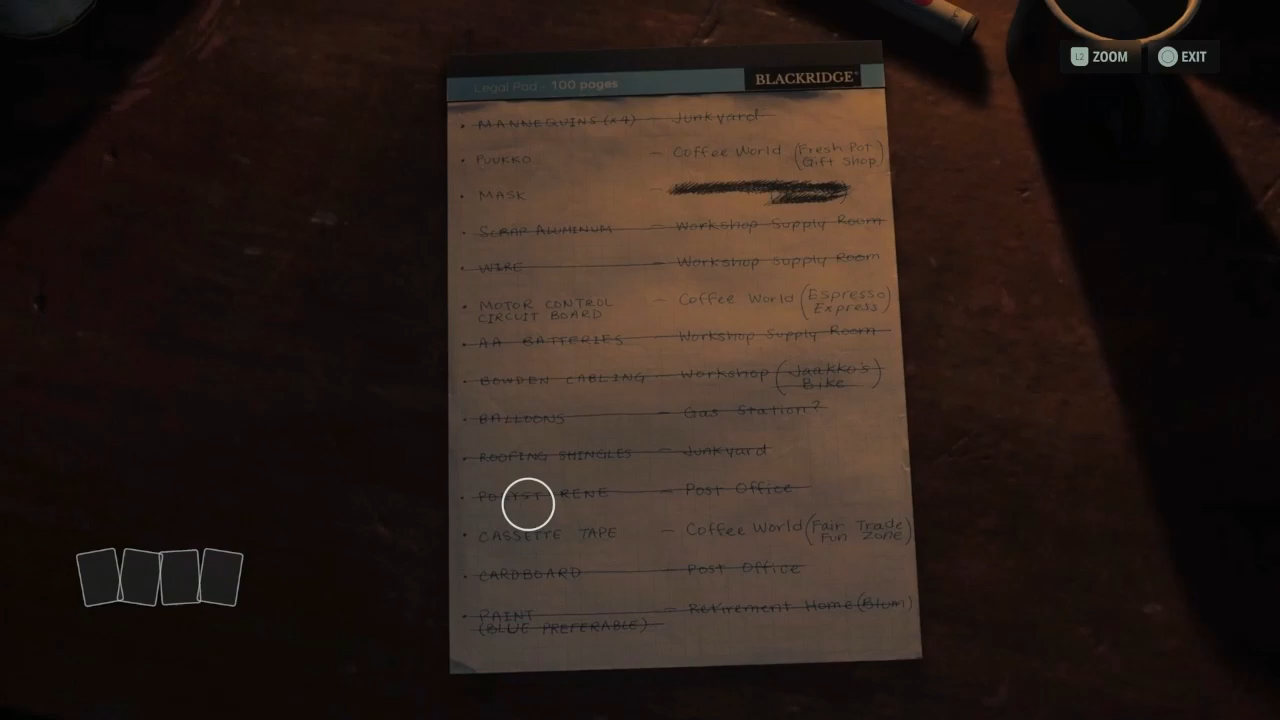 L2 ZOOM EXIT
Legal Pad - 100 pages BLACKRIDGE
• MANNEQUINS (x4) — Junkyard
• PUUKKO — Coffee World (Fresh Pot
Gift Shop)
• MASK —
• SCRAP ALUMINUM — Workshop Supply Room
• WIRE — Workshop Supply Room
• MOTOR CONTROL — Coffee World (Espresso
CIRCUIT BOARD Express)
• AA BATTERIES — Workshop Supply Room
• BOWDEN CABLING — Workshop (Jaakko's
Bike)
• BALLOONS — Gas Station?
• ROOFING SHINGLES — Junkyard
• POLYSTYRENE — Post Office
• CASSETTE TAPE — Coffee World (Fair Trade
Fun Zone)
• CARDBOARD — Post Office
• PAINT — Retirement Home (Blum)
(BLUE PREFERABLE)